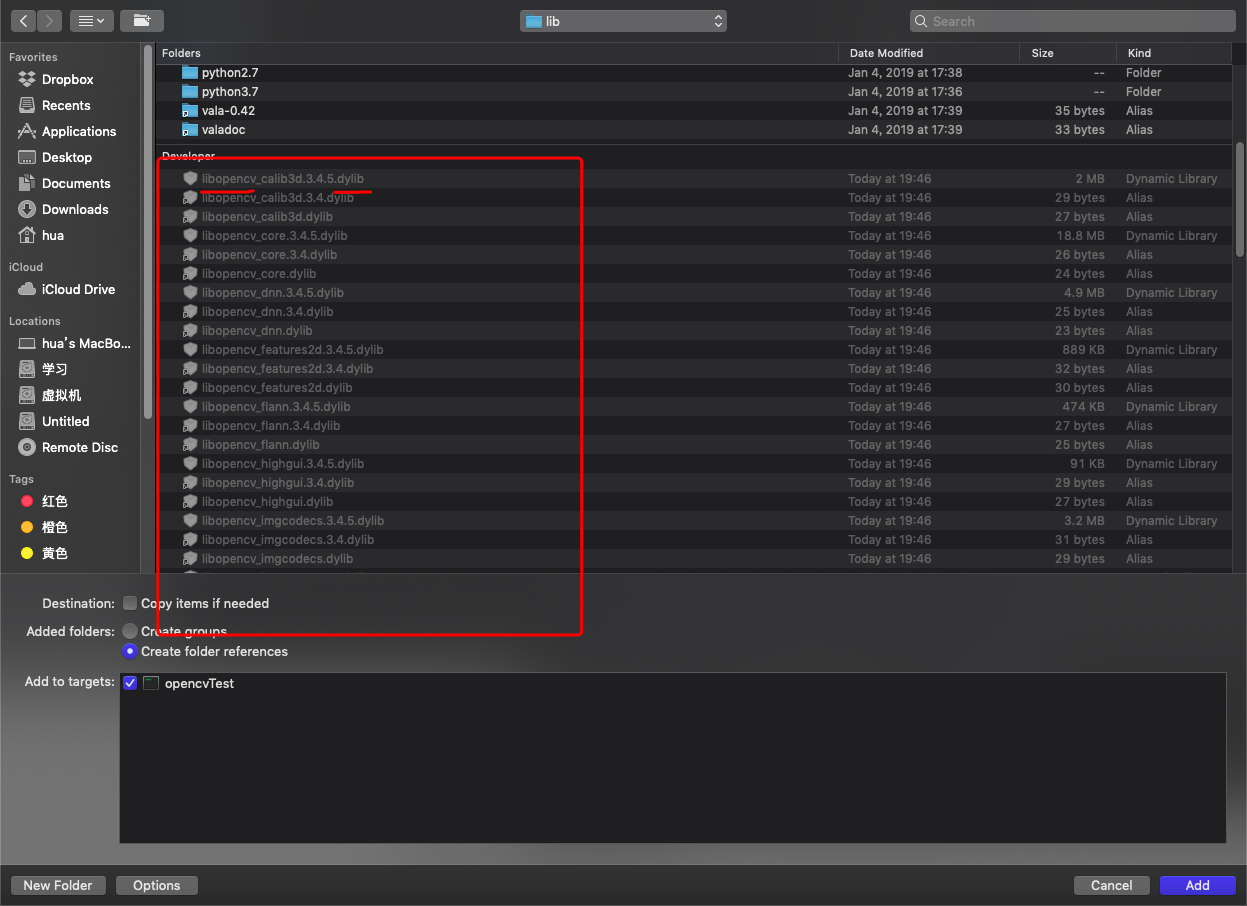 lib
Search
Favorites
Dropbox
Recents
Applications
Desktop
Documents
Downloads
hua
iCloud
iCloud Drive
Locations
hua's MacBo...
学习
虚拟机
Untitled
Remote Disc
Tags
红色
橙色
黄色
Folders Date Modified Size Kind
python2.7 Jan 4, 2019 at 17:38 -- Folder
python3.7 Jan 4, 2019 at 17:36 -- Folder
vala-0.42 Jan 4, 2019 at 17:39 35 bytes Alias
valadoc Jan 4, 2019 at 17:39 33 bytes Alias
Developer
libopencv_calib3d.3.4.5.dylib Today at 19:46 2 MB Dynamic Library
libopencv_calib3d.3.4.dylib Today at 19:46 29 bytes Alias
libopencv_calib3d.dylib Today at 19:46 27 bytes Alias
libopencv_core.3.4.5.dylib Today at 19:46 18.8 MB Dynamic Library
libopencv_core.3.4.dylib Today at 19:46 26 bytes Alias
libopencv_core.dylib Today at 19:46 24 bytes Alias
libopencv_dnn.3.4.5.dylib Today at 19:46 4.9 MB Dynamic Library
libopencv_dnn.3.4.dylib Today at 19:46 25 bytes Alias
libopencv_dnn.dylib Today at 19:46 23 bytes Alias
libopencv_features2d.3.4.5.dylib Today at 19:46 889 KB Dynamic Library
libopencv_features2d.3.4.dylib Today at 19:46 32 bytes Alias
libopencv_features2d.dylib Today at 19:46 30 bytes Alias
libopencv_flann.3.4.5.dylib Today at 19:46 474 KB Dynamic Library
libopencv_flann.3.4.dylib Today at 19:46 27 bytes Alias
libopencv_flann.dylib Today at 19:46 25 bytes Alias
libopencv_highgui.3.4.5.dylib Today at 19:46 91 KB Dynamic Library
libopencv_highgui.3.4.dylib Today at 19:46 29 bytes Alias
libopencv_highgui.dylib Today at 19:46 27 bytes Alias
libopencv_imgcodecs.3.4.5.dylib Today at 19:46 3.2 MB Dynamic Library
libopencv_imgcodecs.3.4.dylib Today at 19:46 31 bytes Alias
libopencv_imgcodecs.dylib Today at 19:46 29 bytes Alias
Destination: Copy items if needed
Added folders: Create groups
Create folder references
Add to targets: opencvTest
New Folder Options Cancel Add